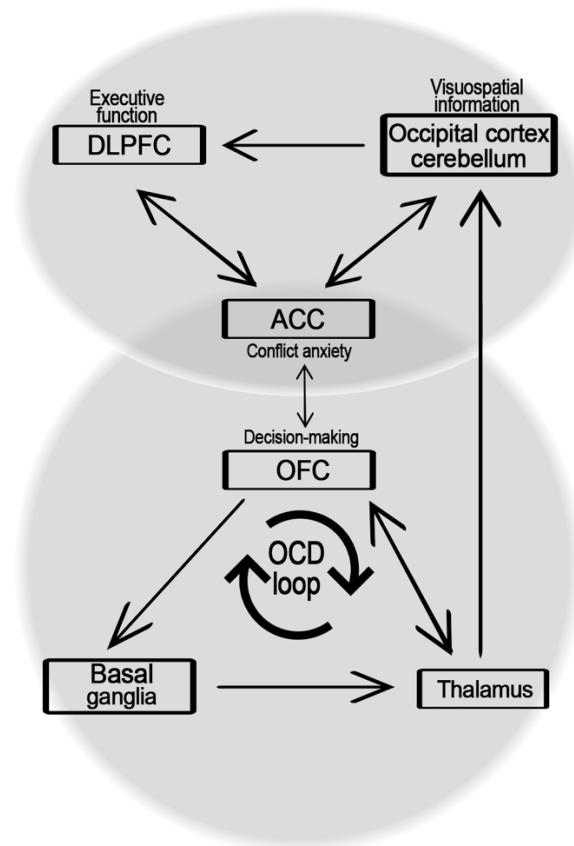 Executive
function
DLPFC
Visuospatial
information
Occipital cortex
cerebellum
ACC
Conflict anxiety
Decision-making
OFC
OCD
loop
Basal
ganglia
Thalamus